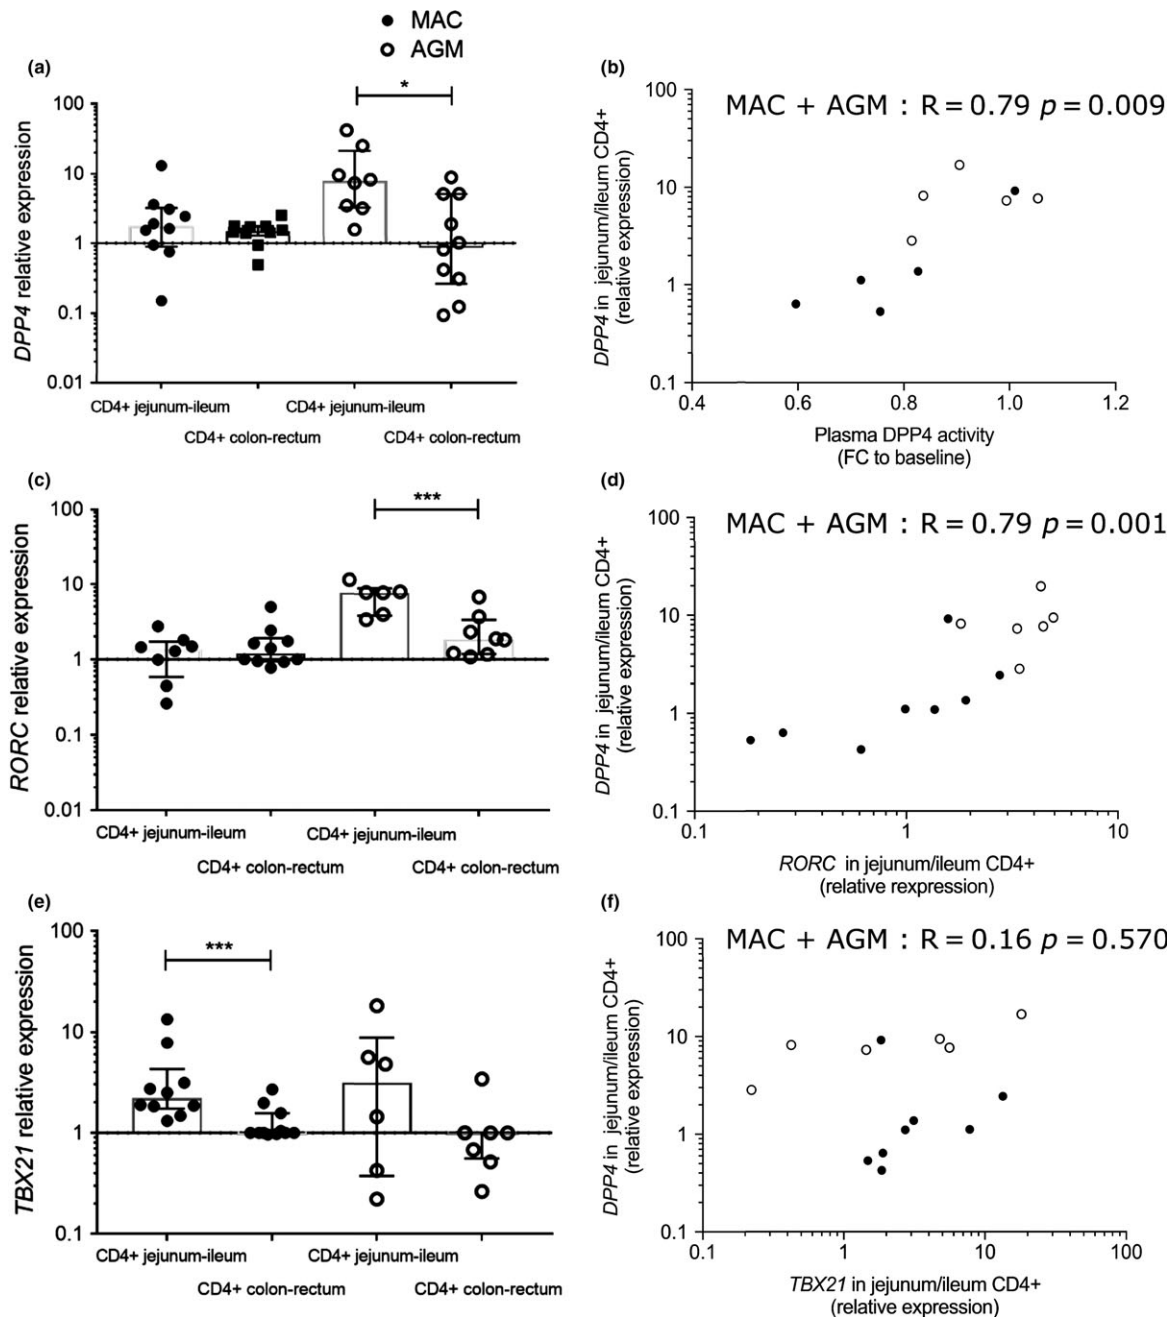 MAC
AGM
(a)
*
100
10
1
0.1
0.01
DPP4 relative expression
CD4+ jejunum-ileum
CD4+ colon-rectum
CD4+ jejunum-ileum
CD4+ colon-rectum
(b)
MAC + AGM : R = 0.79 p = 0.009
100
10
1
0.1
DPP4 in jejunum/ileum CD4+
(relative expression)
0.4
0.6
0.8
1.0
1.2
Plasma DPP4 activity
(FC to baseline)
(c)
***
100
10
1
0.1
0.01
RORC relative expression
CD4+ jejunum-ileum
CD4+ colon-rectum
CD4+ jejunum-ileum
CD4+ colon-rectum
(d)
MAC + AGM : R = 0.79 p = 0.001
100
10
1
0.1
DPP4 in jejunum/ileum CD4+
(relative expression)
0.1
1
10
RORC in jejunum/ileum CD4+
(relative rexpression)
(e)
***
100
10
1
0.1
TBX21 relative expression
CD4+ jejunum-ileum
CD4+ colon-rectum
CD4+ jejunum-ileum
CD4+ colon-rectum
(f)
MAC + AGM : R = 0.16 p = 0.570
100
10
1
0.1
DPP4 in jejunum/ileum CD4+
(relative expression)
0.1
1
10
100
TBX21 in jejunum/ileum CD4+
(relative expression)